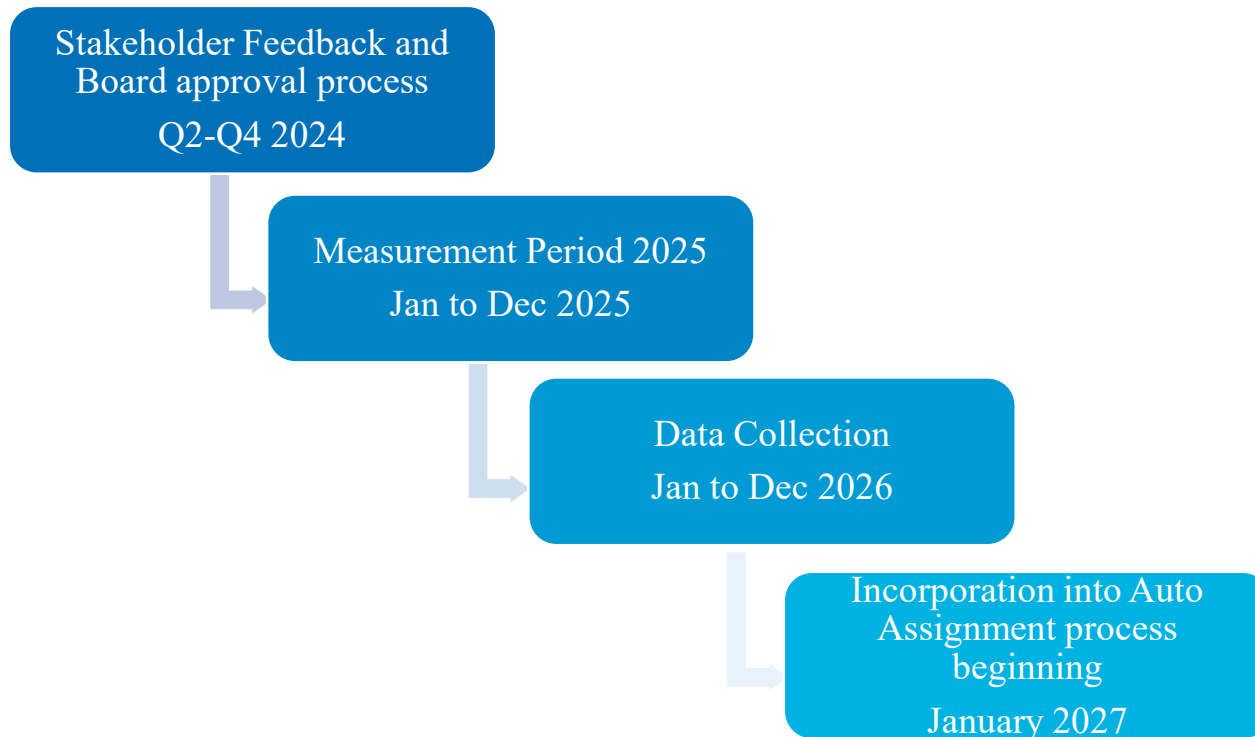 Stakeholder Feedback and
Board approval process
Q2-Q4 2024
Measurement Period 2025
Jan to Dec 2025
Data Collection
Jan to Dec 2026
Incorporation into Auto
Assignment process
beginning
January 2027